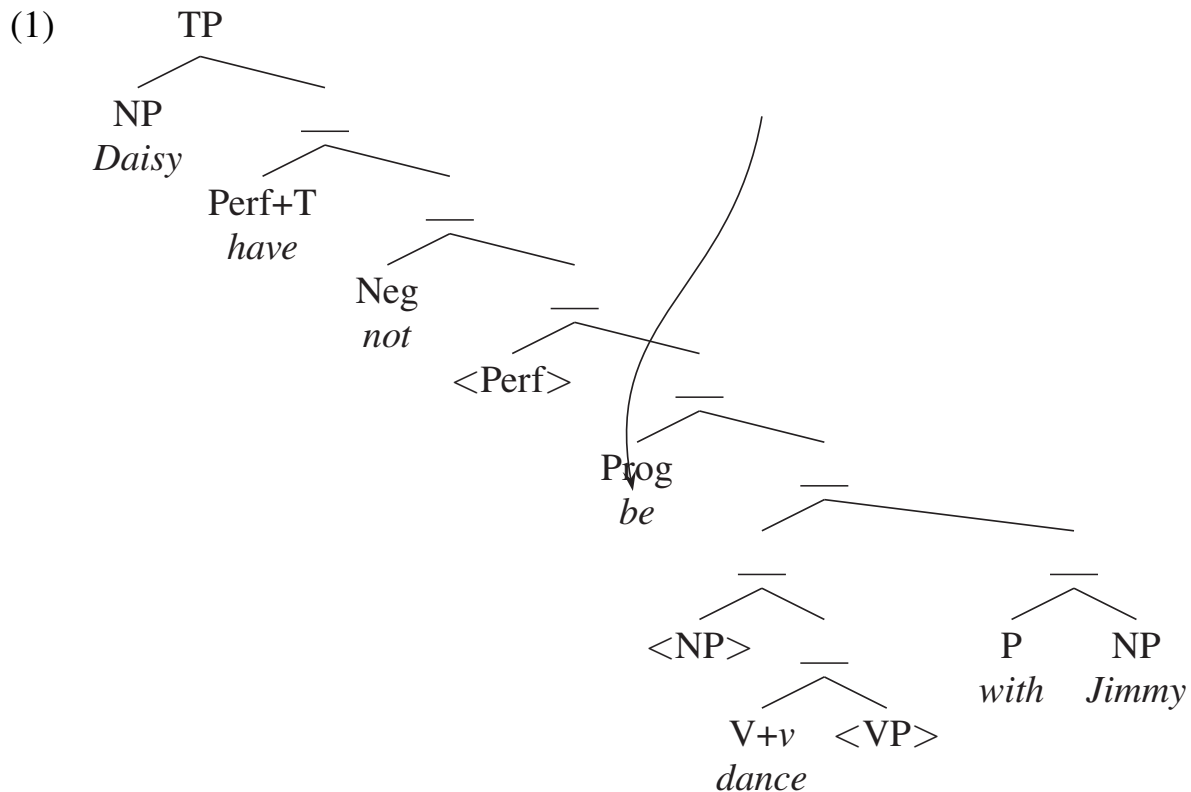 (1) TP
NP
Daisy
Perf+T
have
Neg
not
<Perf>
Prog
be
<NP> P NP
with Jimmy
V+v <VP>
dance